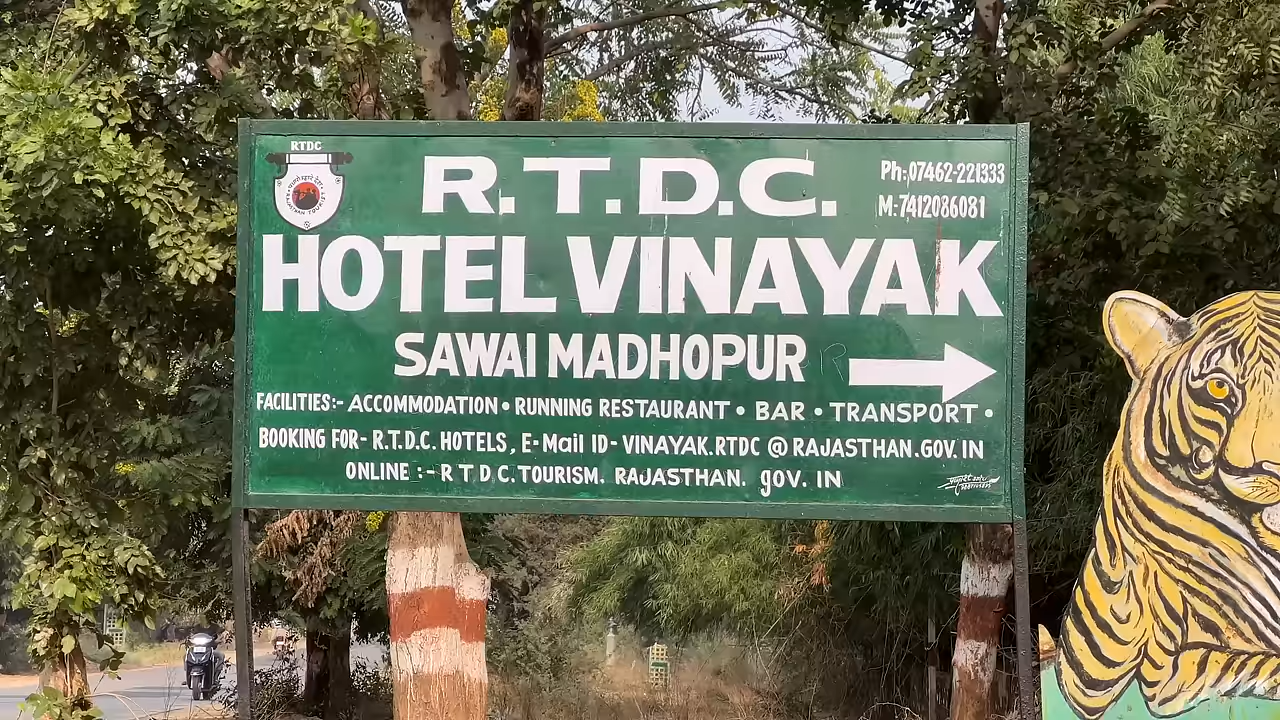 RTDC
R.T.D.C.
Ph:07462-221333
M:7412086081
HOTEL VINAYAK
SAWAI MADHOPUR
FACILITIES:- ACCOMMODATION • RUNNING RESTAURANT • BAR • TRANSPORT •
BOOKING FOR- R.T.D.C. HOTELS, E-Mail ID- VINAYAK.RTDC @ RAJASTHAN.GOV.IN
ONLINE :- R T D C. TOURISM. RAJASTHAN. gov. IN